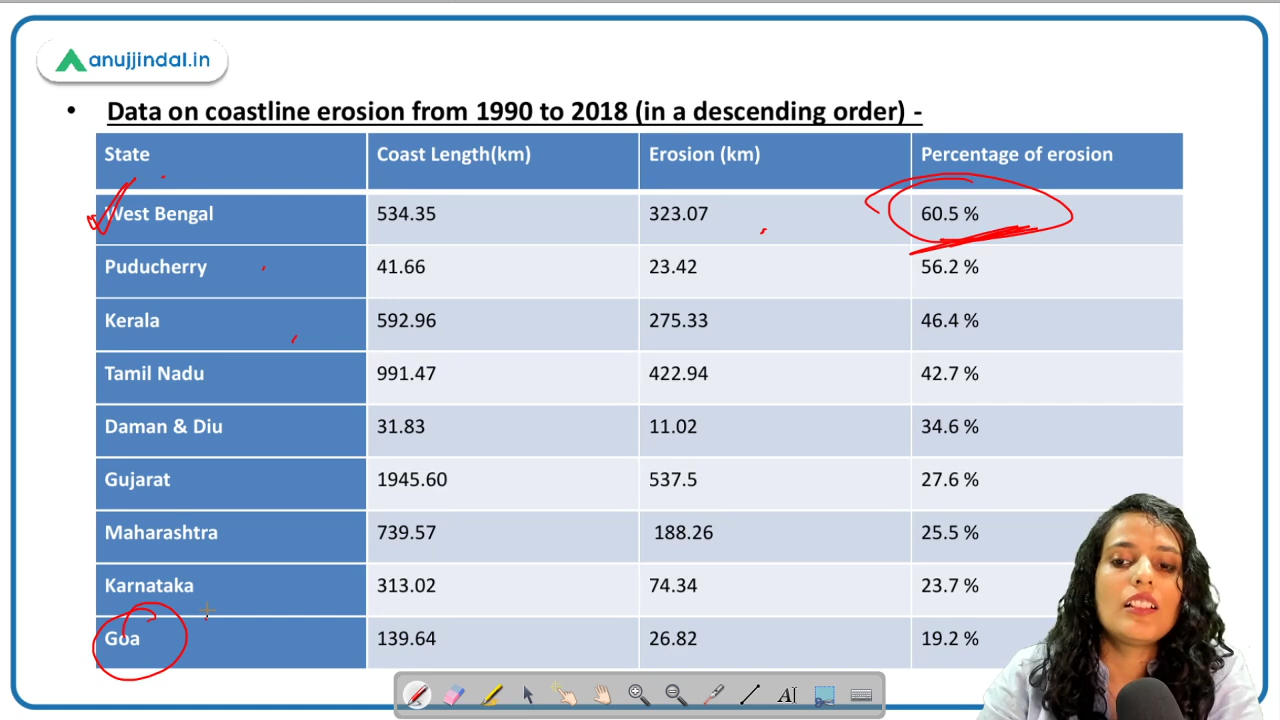 anujjindal.in
• Data on coastline erosion from 1990 to 2018 (in a descending order) -
State Coast Length(km) Erosion (km) Percentage of erosion
West Bengal 534.35 323.07 60.5 %
Puducherry 41.66 23.42 56.2 %
Kerala 592.96 275.33 46.4 %
Tamil Nadu 991.47 422.94 42.7 %
Daman & Diu 31.83 11.02 34.6 %
Gujarat 1945.60 537.5 27.6 %
Maharashtra 739.57 188.26 25.5 %
Karnataka 313.02 74.34 23.7 %
Goa 139.64 26.82 19.2 %
A